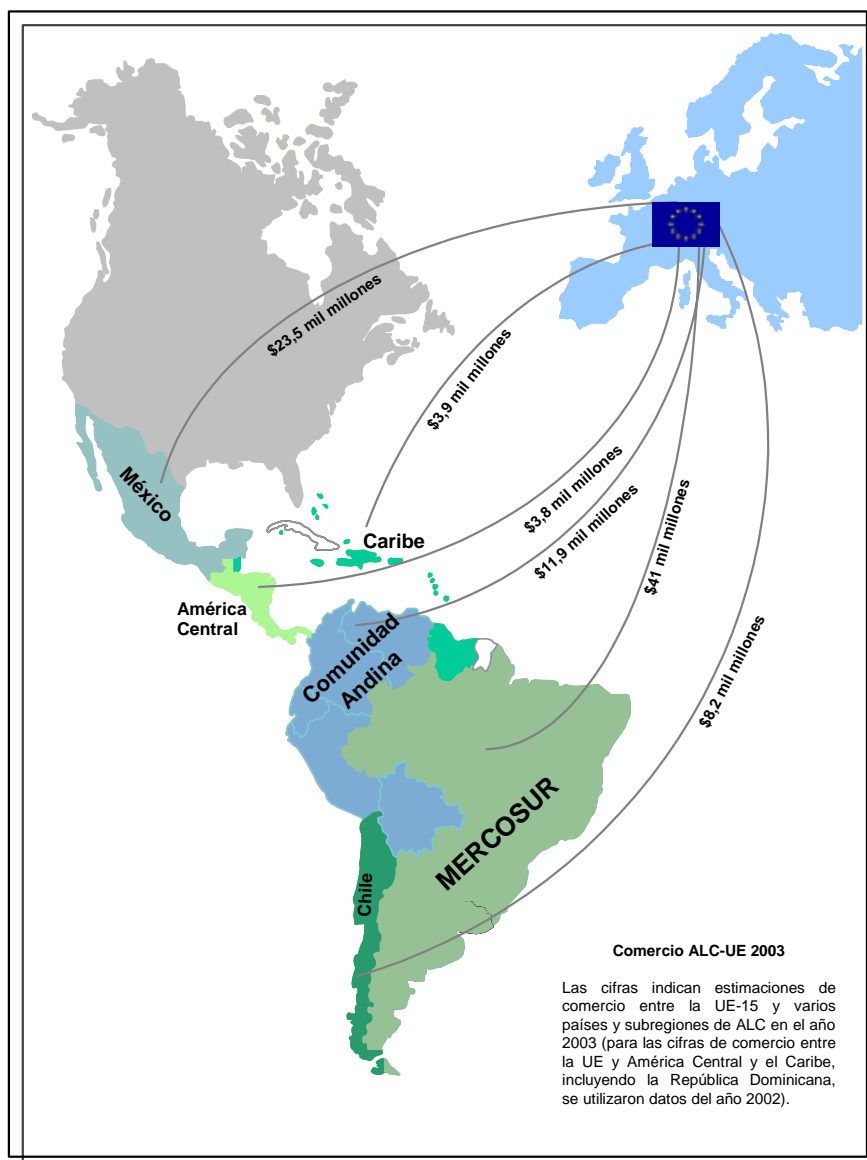 $23,5 mil millones
$3,9 mil millones
México
$3,8 mil millones
Caribe
$11,9 mil millones
$41 mil millones
América
Central
Comunidad
Andina
$8,2 mil millones
MERCOSUR
Chile
Comercio ALC-UE 2003
Las cifras indican estimaciones de
comercio entre la UE-15 y varios
países y subregiones de ALC en el año
2003 (para las cifras de comercio entre
la UE y América Central y el Caribe,
incluyendo la República Dominicana,
se utilizaron datos del año 2002).